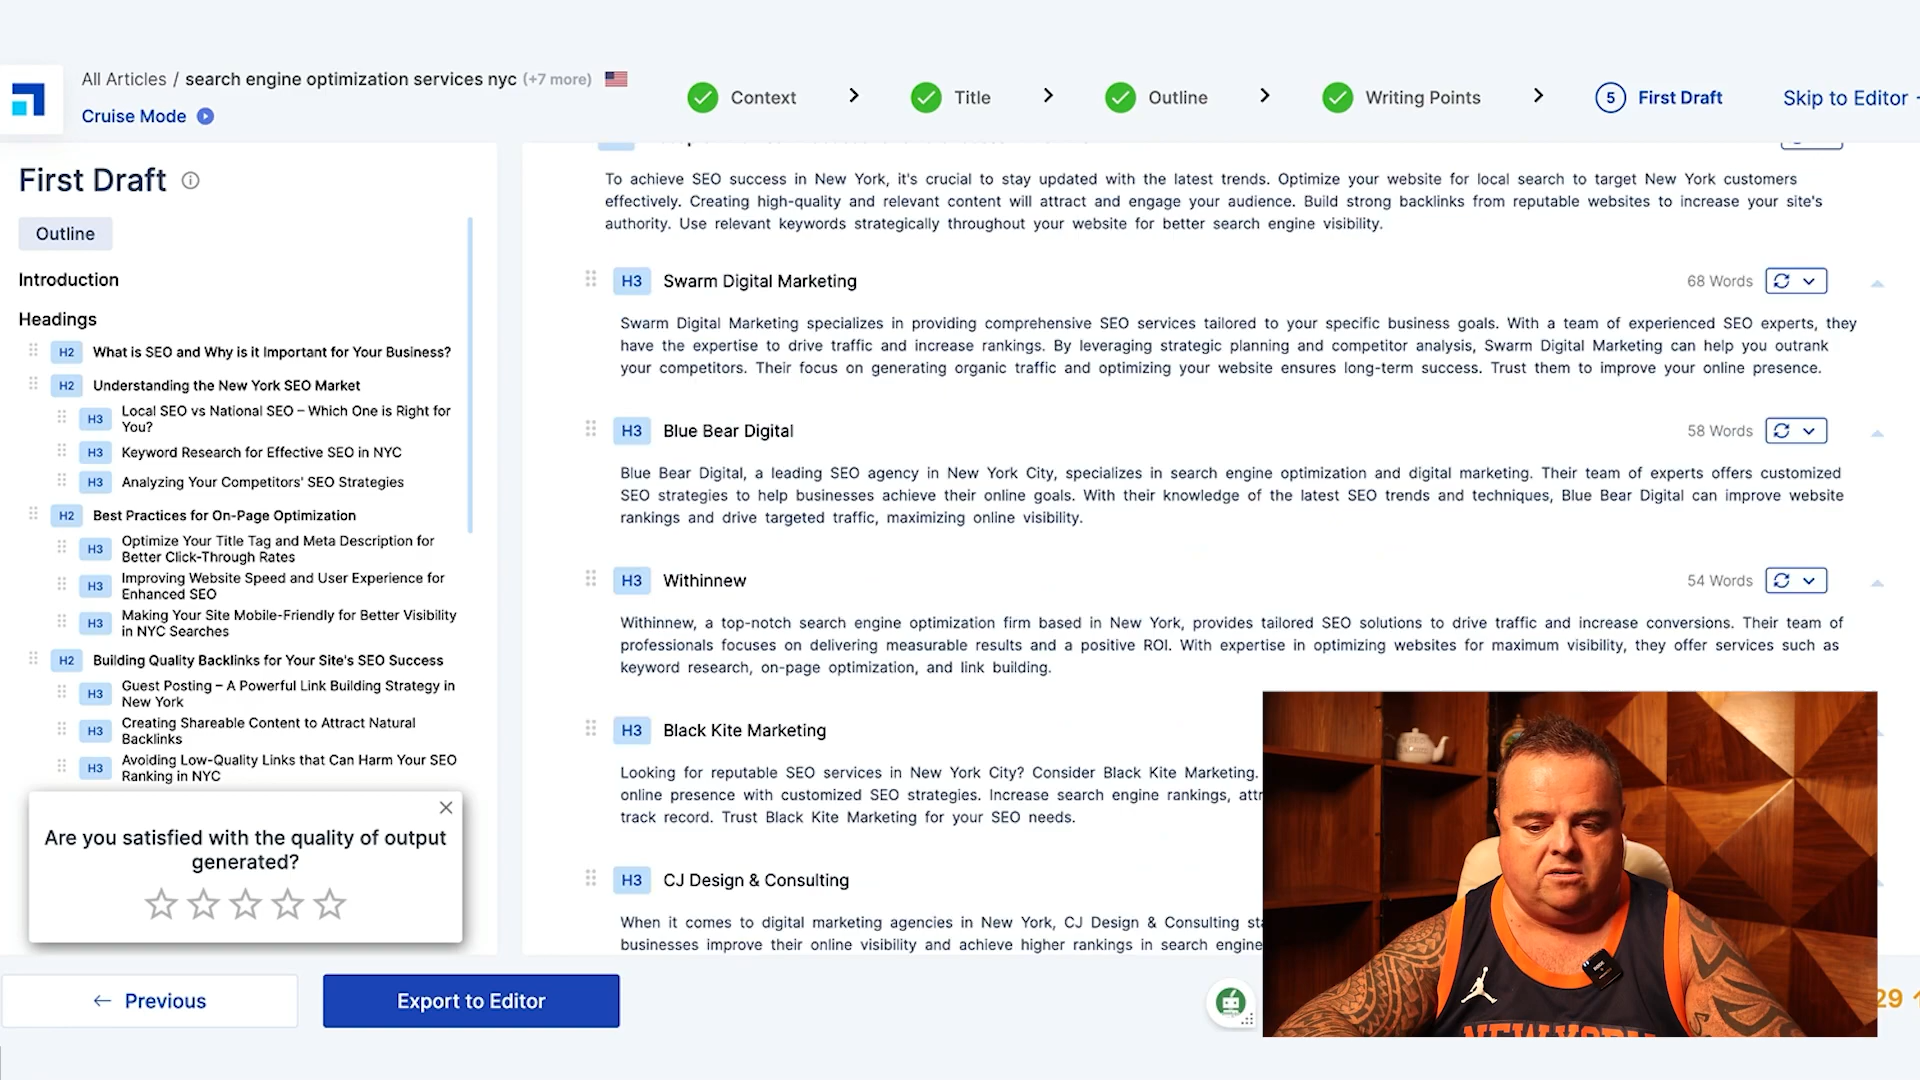 All Articles / search engine optimization services nyc (+7 more)
Cruise Mode
Context
Title
Outline
Writing Points
5 First Draft
Skip to Editor
First Draft
Outline
Introduction
Headings
H2 What is SEO and Why is it Important for Your Business?
H2 Understanding the New York SEO Market
H3 Local SEO vs National SEO – Which One is Right for
You?
H3 Keyword Research for Effective SEO in NYC
H3 Analyzing Your Competitors' SEO Strategies
H2 Best Practices for On-Page Optimization
H3 Optimize Your Title Tag and Meta Description for
Better Click-Through Rates
H3 Improving Website Speed and User Experience for
Enhanced SEO
H3 Making Your Site Mobile-Friendly for Better Visibility
in NYC Searches
H2 Building Quality Backlinks for Your Site's SEO Success
H3 Guest Posting – A Powerful Link Building Strategy in
New York
H3 Creating Shareable Content to Attract Natural
Backlinks
H3 Avoiding Low-Quality Links that Can Harm Your SEO
Ranking in NYC
Are you satisfied with the quality of output
generated?
Previous
Export to Editor
To achieve SEO success in New York, it's crucial to stay updated with the latest trends. Optimize your website for local search to target New York customers
effectively. Creating high-quality and relevant content will attract and engage your audience. Build strong backlinks from reputable websites to increase your site's
authority. Use relevant keywords strategically throughout your website for better search engine visibility.
H3 Swarm Digital Marketing 68 Words
Swarm Digital Marketing specializes in providing comprehensive SEO services tailored to your specific business goals. With a team of experienced SEO experts, they
have the expertise to drive traffic and increase rankings. By leveraging strategic planning and competitor analysis, Swarm Digital Marketing can help you outrank
your competitors. Their focus on generating organic traffic and optimizing your website ensures long-term success. Trust them to improve your online presence.
H3 Blue Bear Digital 58 Words
Blue Bear Digital, a leading SEO agency in New York City, specializes in search engine optimization and digital marketing. Their team of experts offers customized
SEO strategies to help businesses achieve their online goals. With their knowledge of the latest SEO trends and techniques, Blue Bear Digital can improve website
rankings and drive targeted traffic, maximizing online visibility.
H3 Withinnew 54 Words
Withinnew, a top-notch search engine optimization firm based in New York, provides tailored SEO solutions to drive traffic and increase conversions. Their team of
professionals focuses on delivering measurable results and a positive ROI. With expertise in optimizing websites for maximum visibility, they offer services such as
keyword research, on-page optimization, and link building.
H3 Black Kite Marketing
Looking for reputable SEO services in New York City? Consider Black Kite Marketing.
online presence with customized SEO strategies. Increase search engine rankings,
track record. Trust Black Kite Marketing for your SEO needs.
H3 CJ Design & Consulting
When it comes to digital marketing agencies in New York, CJ Design & Consulting
businesses improve their online visibility and achieve higher rankings in search engine
29
NEW YORK